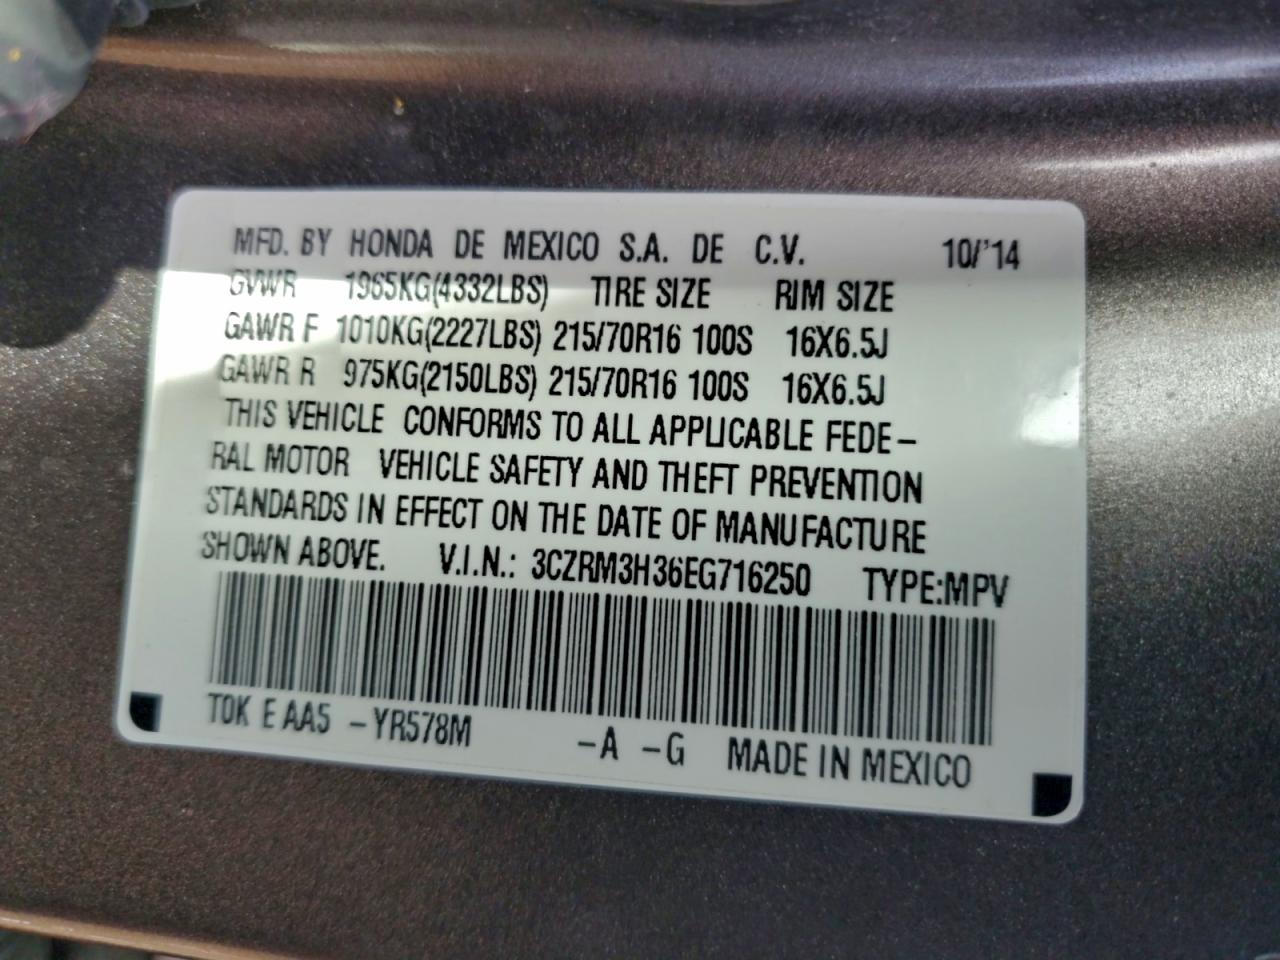 MFD. BY HONDA DE MEXICO S.A. DE C.V. 10/'14
GVWR 1965KG(4332LBS) TIRE SIZE RIM SIZE
GAWR F 1010KG(2227LBS) 215/70R16 100S 16X6.5J
GAWR R 975KG(2150LBS) 215/70R16 100S 16X6.5J
THIS VEHICLE CONFORMS TO ALL APPLICABLE FEDE-
RAL MOTOR VEHICLE SAFETY AND THEFT PREVENTION
STANDARDS IN EFFECT ON THE DATE OF MANUFACTURE
SHOWN ABOVE. V.I.N.: 3CZRM3H36EG716250 TYPE:MPV
TOK E AA5 -YR578M -A -G MADE IN MEXICO